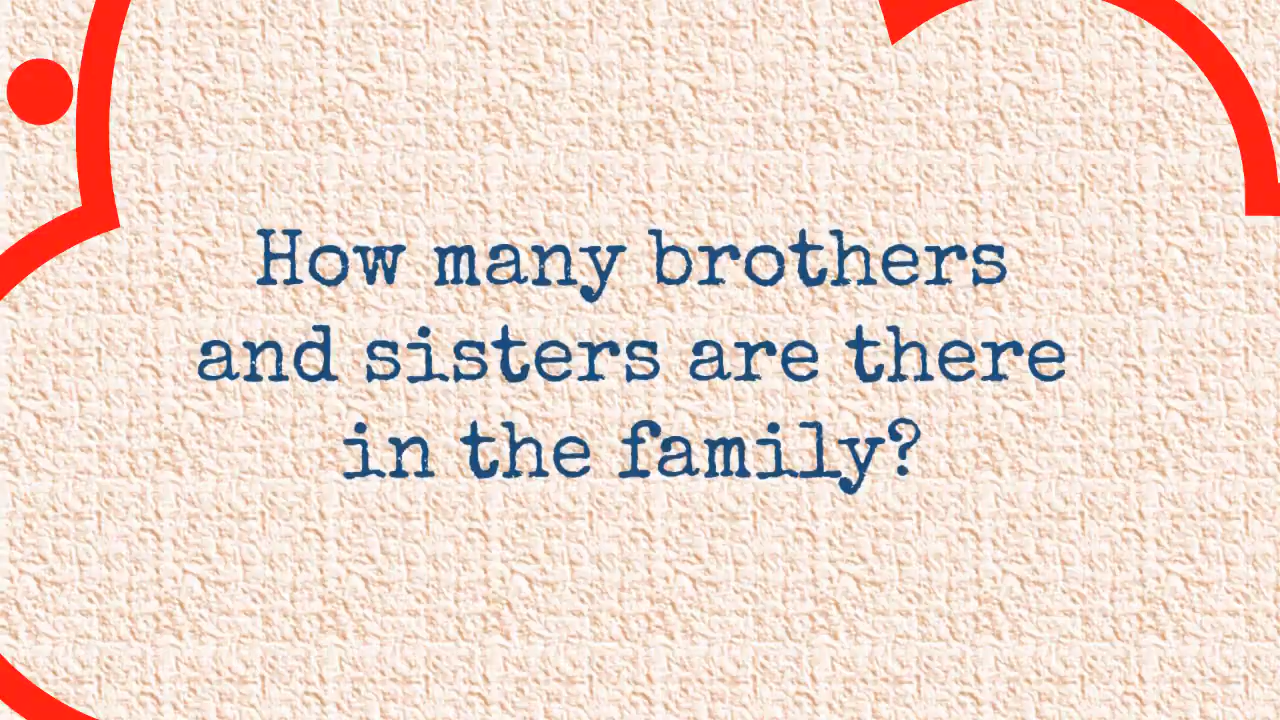 How many brothers
and sisters are there
in the family?